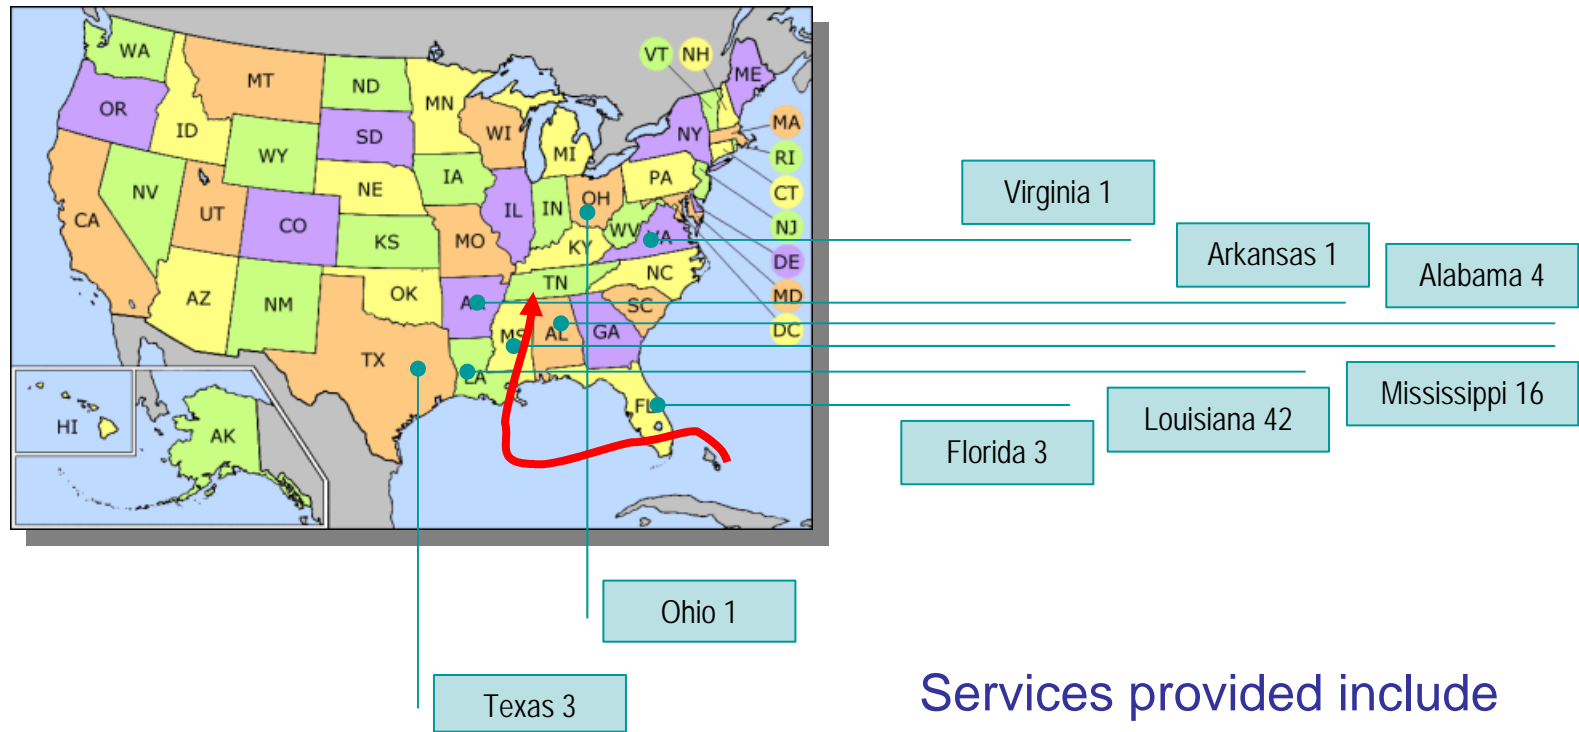 WA
VT
NH
ME
MT
ND
MN
OR
ID
SD
WI
NY
MA
WY
MI
RI
NV
NE
IA
PA
CT
CA
UT
CO
IL
IN
OH
NJ
KS
MO
WV
VA
KY
DE
AZ
NM
OK
AR
TN
NC
MD
SC
MS
AL
GA
DC
TX
LA
FL
HI
AK
Virginia 1
Arkansas 1
Alabama 4
Mississippi 16
Louisiana 42
Florida 3
Ohio 1
Texas 3
Services provided include